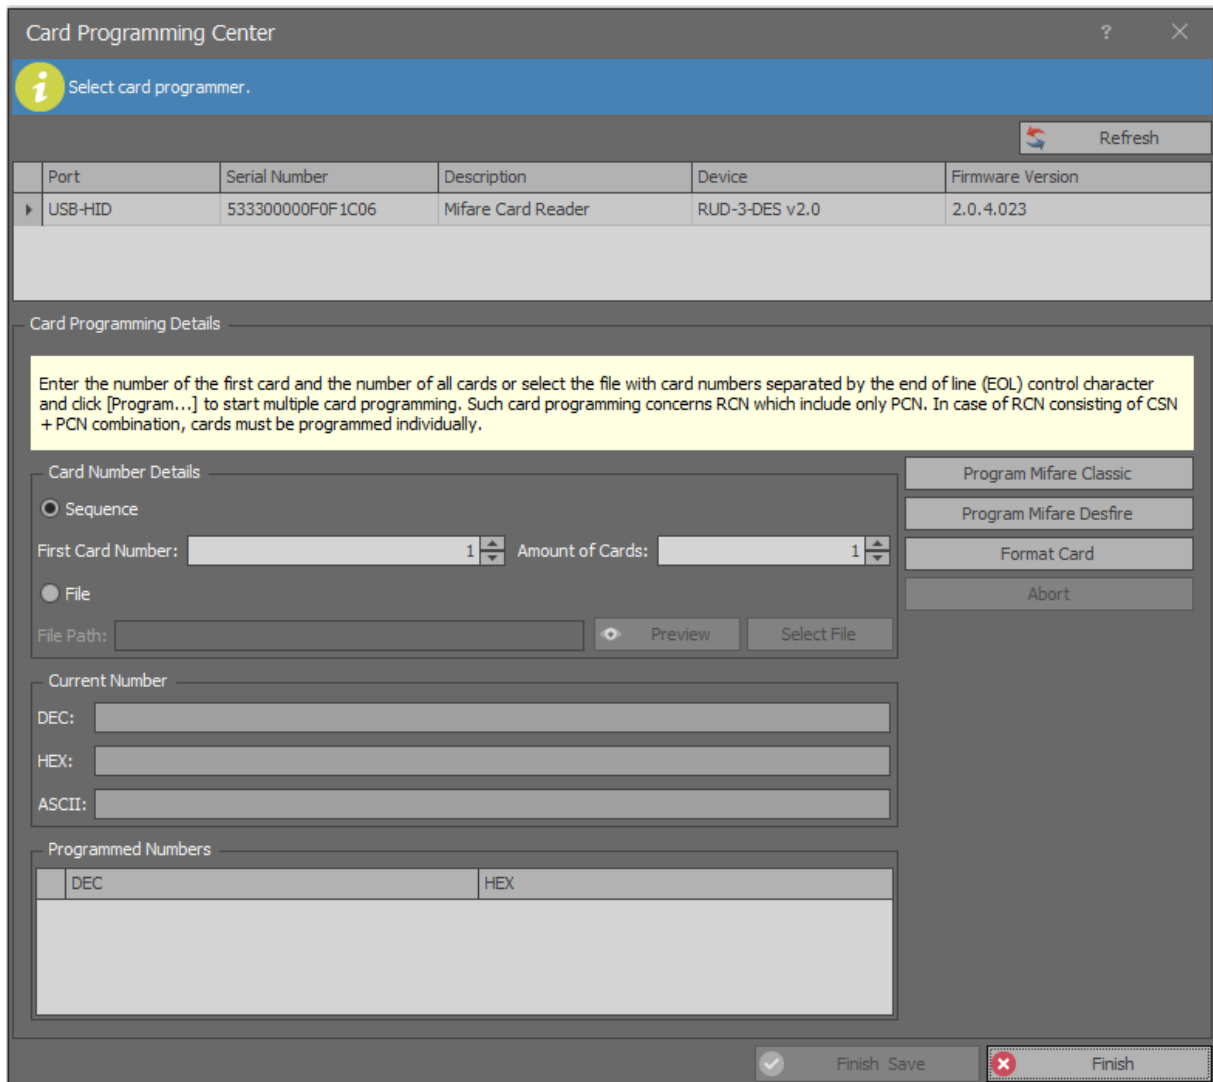 Card Programming Center
?
Select card programmer.
Refresh
Port Serial Number Description Device Firmware Version
USB-HID 533300000F0F1C06 Mifare Card Reader RUD-3-DES v2.0 2.0.4.023
Card Programming Details
Enter the number of the first card and the number of all cards or select the file with card numbers separated by the end of line (EOL) control character
and click [Program...] to start multiple card programming. Such card programming concerns RCN which include only PCN. In case of RCN consisting of CSN
+ PCN combination, cards must be programmed individually.
Card Number Details
Program Mifare Classic
Sequence
Program Mifare Desfire
First Card Number: 1 Amount of Cards: 1
Format Card
File
Abort
File Path: Preview Select File
Current Number
DEC:
HEX:
ASCII:
Programmed Numbers
DEC HEX
Finish Save Finish